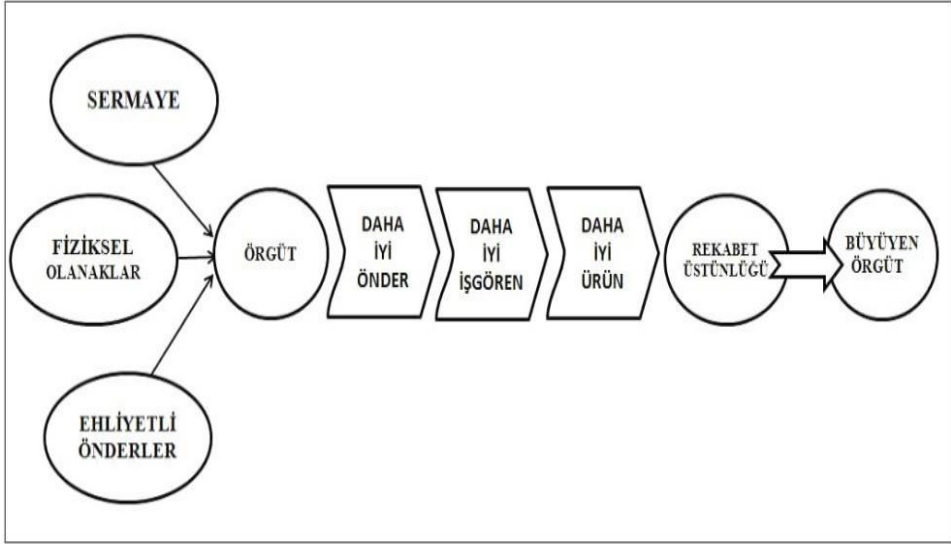 SERMAYE
FİZİKSEL
OLANAKLAR
EHLİYETLİ
ÖNDERLER
ÖRGÜT
DAHA
İYİ
ÖNDER
DAHA
İYİ
İŞGÖREN
DAHA
İYİ
ÜRÜN
REKABET
ÜSTÜNLÜĞÜ
BÜYÜYEN
ÖRGÜT